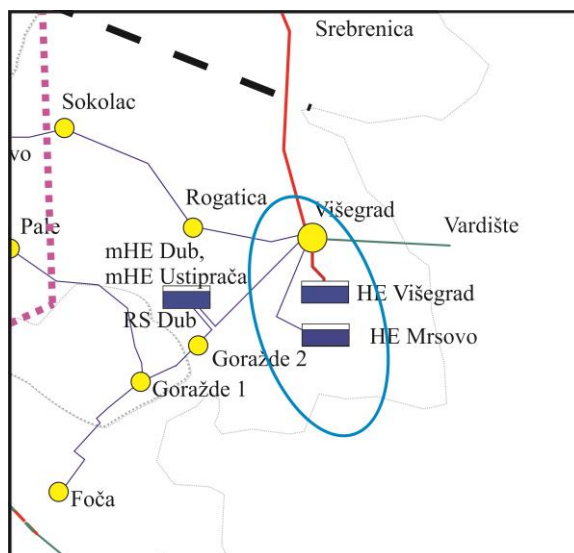 Srebrenica
Sokolac
vo
Rogatica
Višegrad
Pale
Vardište
mHE Dub,
mHE Ustiprača
HE Višegrad
RS Dub
HE Mrsovo
Goražde 2
Goražde 1
Foča